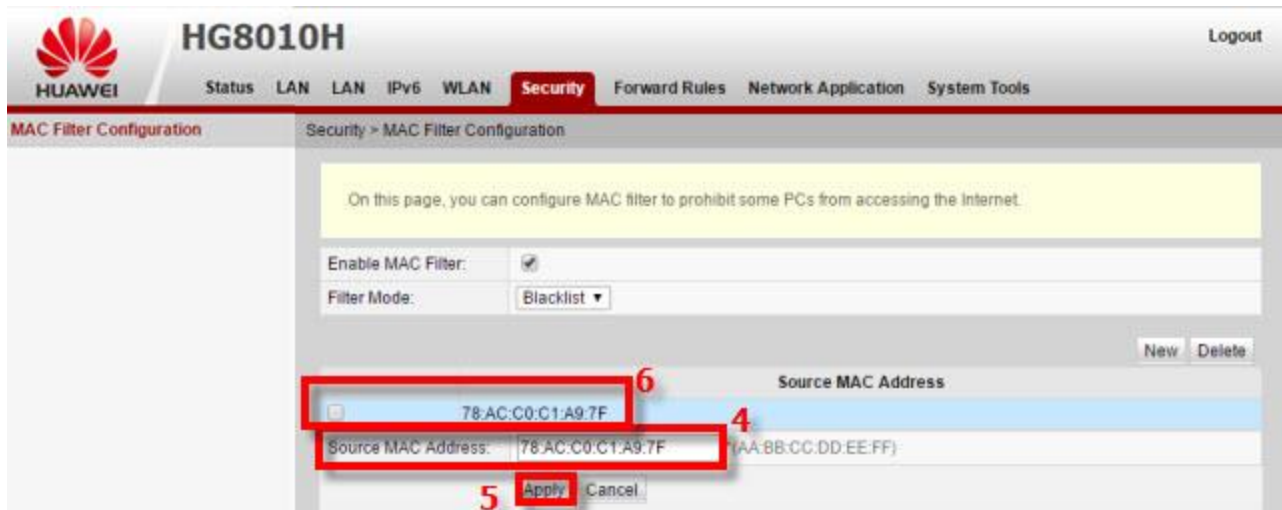 HUAWEI
HG8010H
Logout
Status LAN LAN IPv6 WLAN Security Forward Rules Network Application System Tools
MAC Filter Configuration
Security > MAC Filter Configuration
On this page, you can configure MAC filter to prohibit some PCs from accessing the Internet.
Enable MAC Filter:
Filter Mode: Blacklist
New Delete
Source MAC Address
6
78:AC:C0:C1:A9:7F
4
Source MAC Address: 78:AC:C0:C1:A9:7F *(AA:BB:CC:DD:EE:FF)
5 Apply Cancel